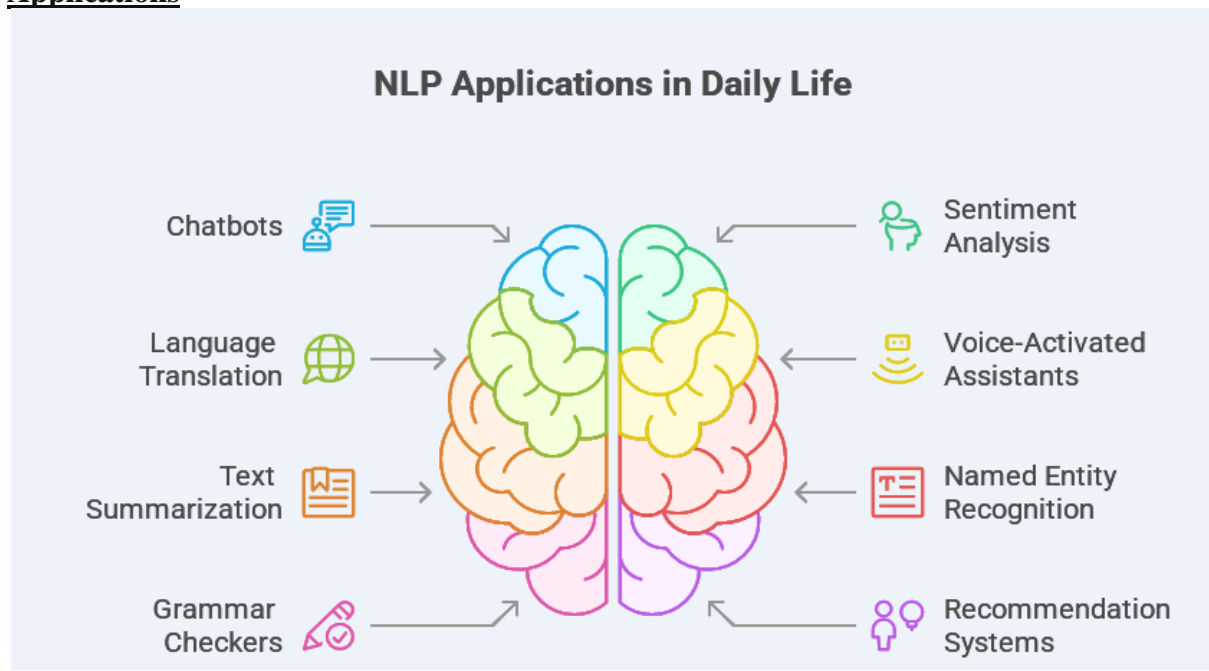 Applications
NLP Applications in Daily Life
Chatbots
Sentiment
Analysis
Language
Translation
Voice-Activated
Assistants
Text
Summarization
Named Entity
Recognition
Grammar
Checkers
Recommendation
Systems